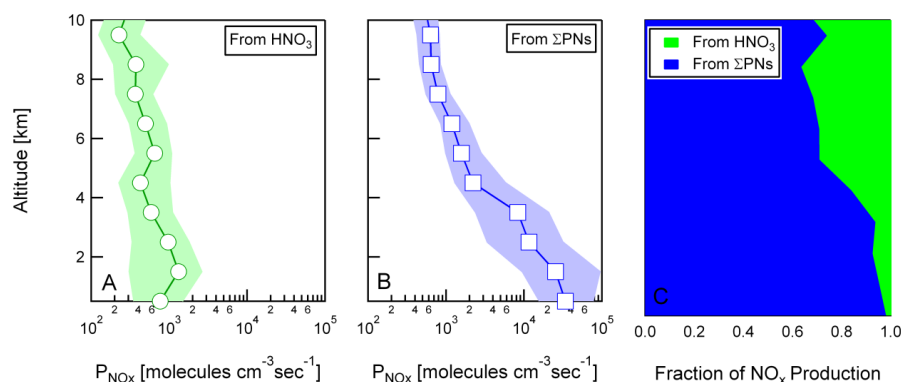 10
8
6
4
2
Altitude [km]
From HNO₃
A
2 4 6 2 4 6 2 4 6
10² 10³ 10⁴ 10⁵
P_NOx [molecules cm⁻³sec⁻¹]
From ΣPNs
B
4 6 2 4 6 2 4 6
10² 10³ 10⁴ 10⁵
P_NOx [molecules cm⁻³sec⁻¹]
From HNO₃
From ΣPNs
C
0.0 0.2 0.4 0.6 0.8 1.0
Fraction of NOₓ Production